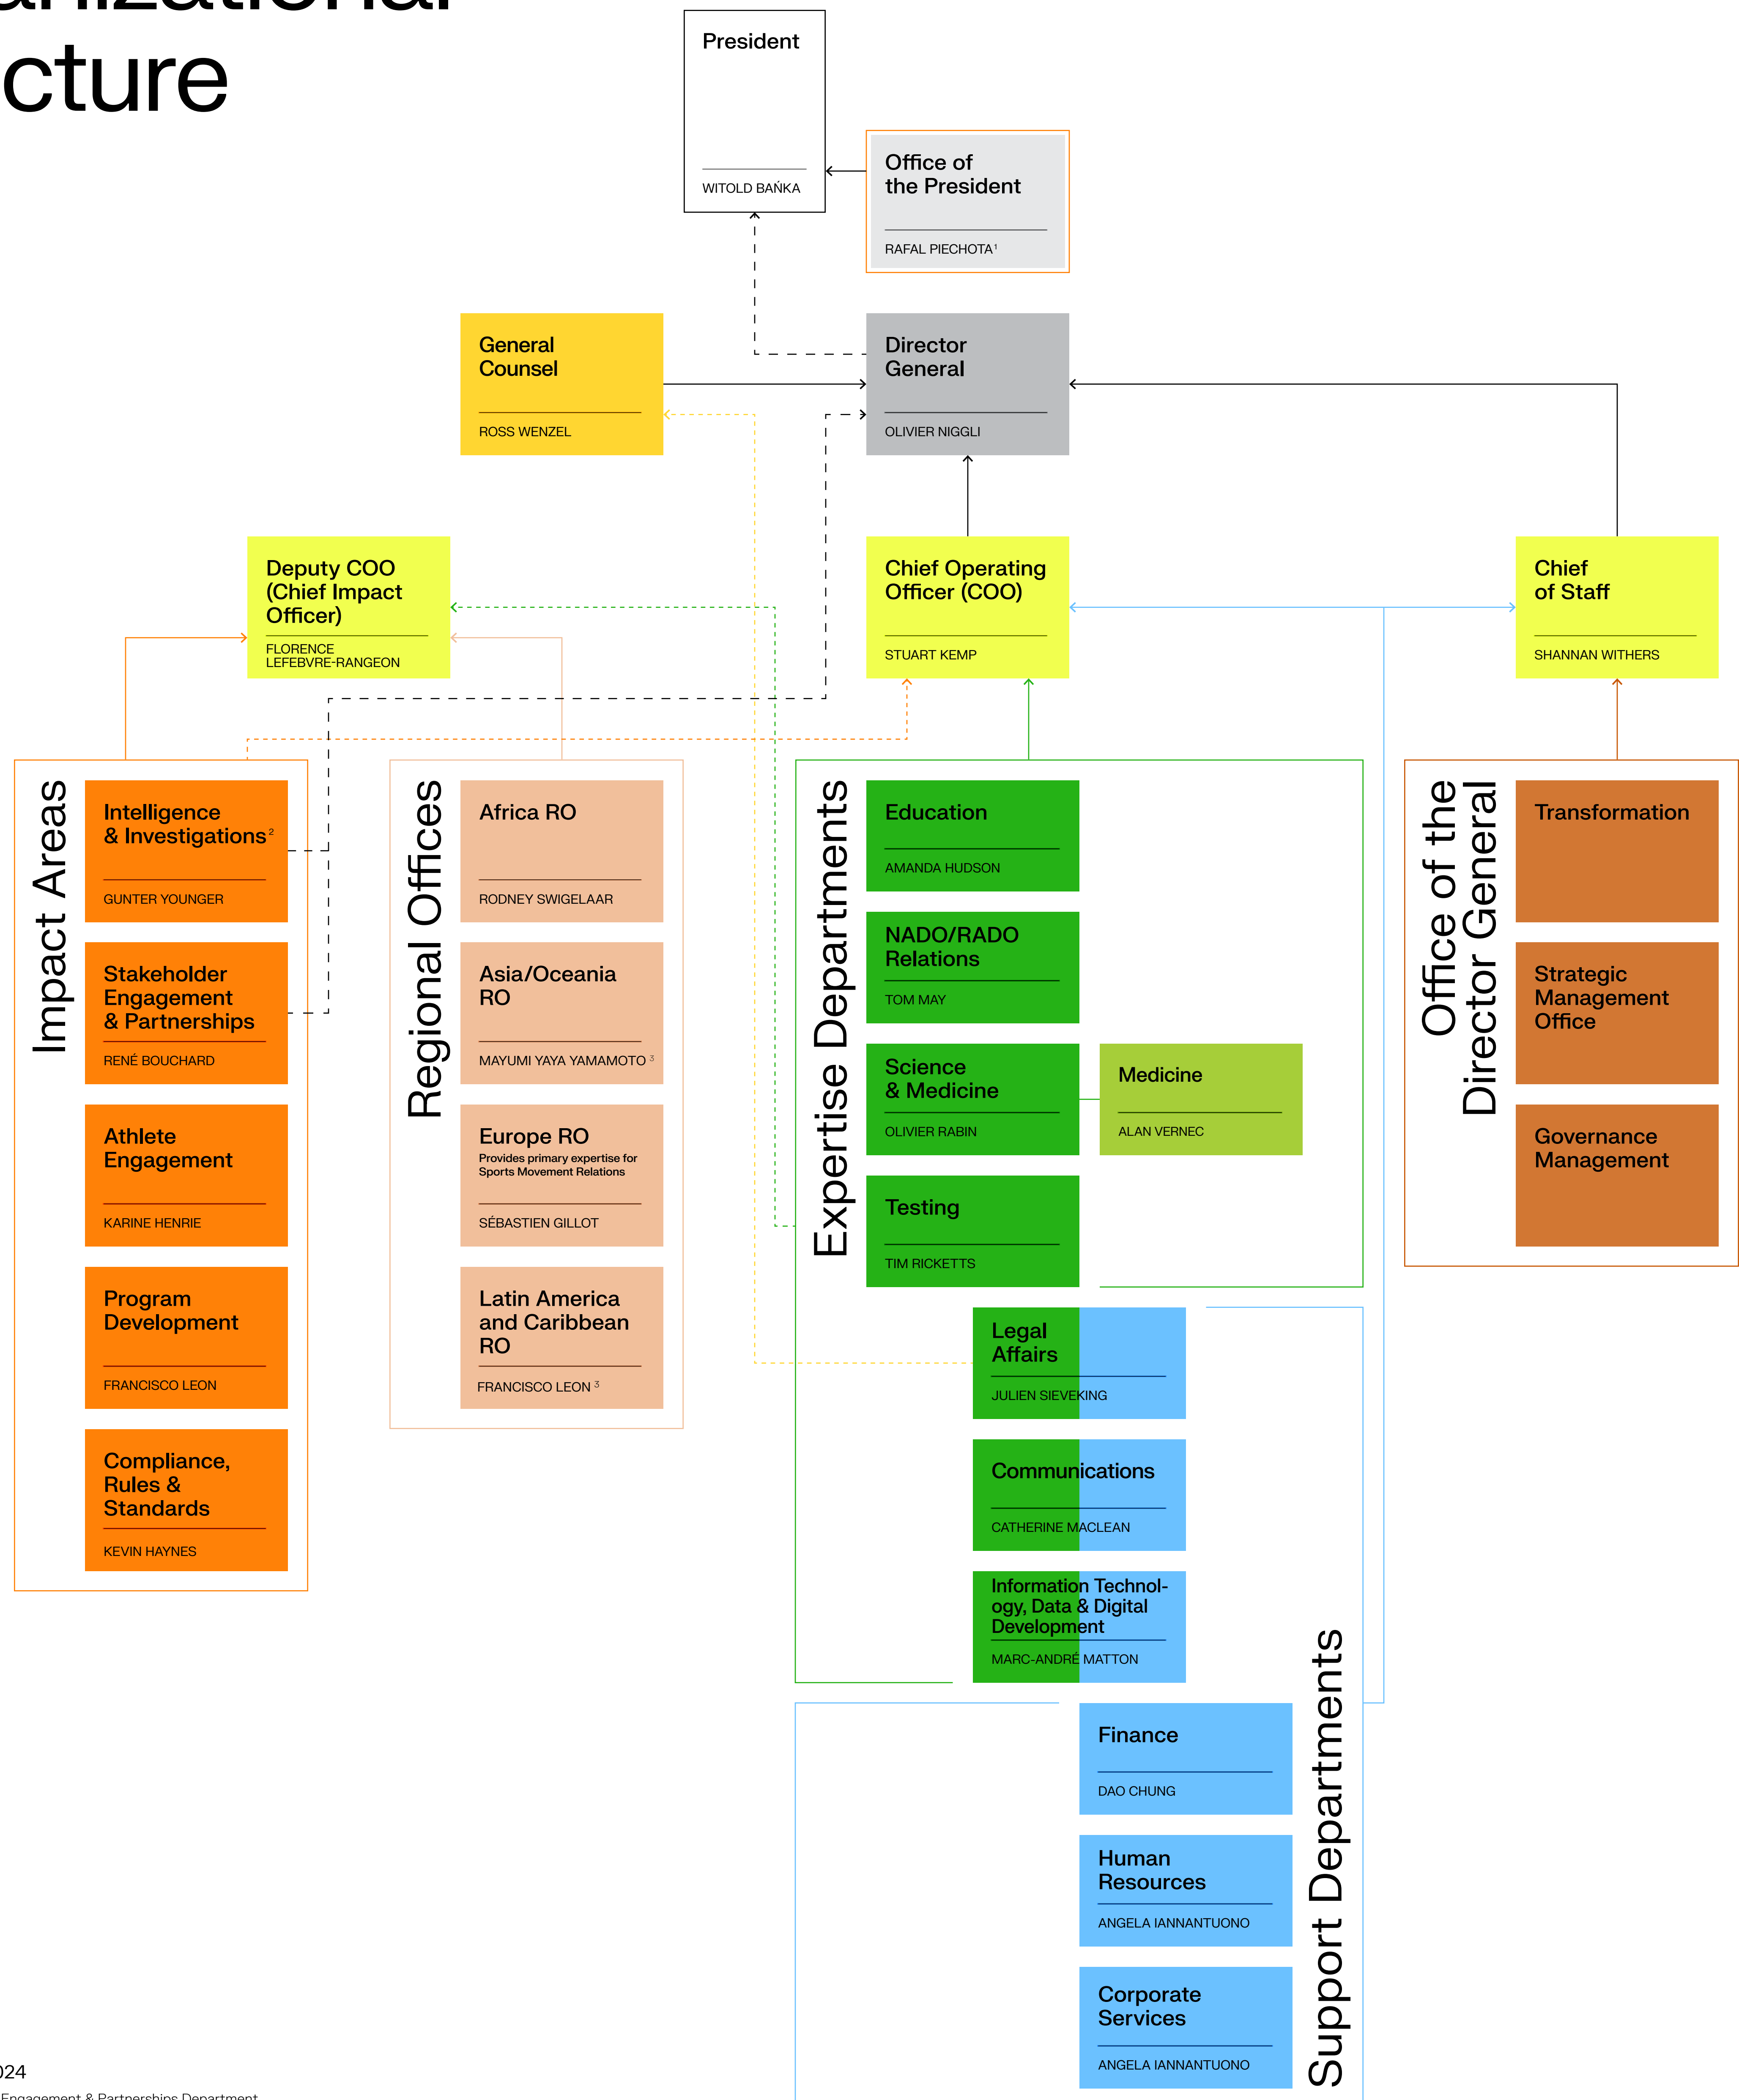 cture
President
WITOLD BAŃKA
Office of
the President
RAFAL PIECHOTA¹
General
Counsel
ROSS WENZEL
Director
General
OLIVIER NIGGLI
Deputy COO
(Chief Impact
Officer)
FLORENCE
LEFEBVRE-RANGEON
Chief Operating
Officer (COO)
STUART KEMP
Chief
of Staff
SHANNAN WITHERS
Impact Areas
Intelligence
& Investigations²
GUNTER YOUNGER
Stakeholder
Engagement
& Partnerships
RENÉ BOUCHARD
Athlete
Engagement
KARINE HENRIE
Program
Development
FRANCISCO LEON
Compliance,
Rules &
Standards
KEVIN HAYNES
Regional Offices
Africa RO
RODNEY SWIGELAAR
Asia/Oceania
RO
MAYUMI YAYA YAMAMOTO ³
Europe RO
Provides primary expertise for
Sports Movement Relations
SÉBASTIEN GILLOT
Latin America
and Caribbean
RO
FRANCISCO LEON ³
Expertise Departments
Education
AMANDA HUDSON
NADO/RADO
Relations
TOM MAY
Science
& Medicine
OLIVIER RABIN
Medicine
ALAN VERNEC
Testing
TIM RICKETTS
Legal
Affairs
JULIEN SIEVEKING
Communications
CATHERINE MACLEAN
Information Technol-
ogy, Data & Digital
Development
MARC-ANDRÉ MATTON
Support Departments
Finance
DAO CHUNG
Human
Resources
ANGELA IANNANTUONO
Corporate
Services
ANGELA IANNANTUONO
Office of the
Director General
Transformation
Strategic
Management
Office
Governance
Management
024
Engagement & Partnerships Department